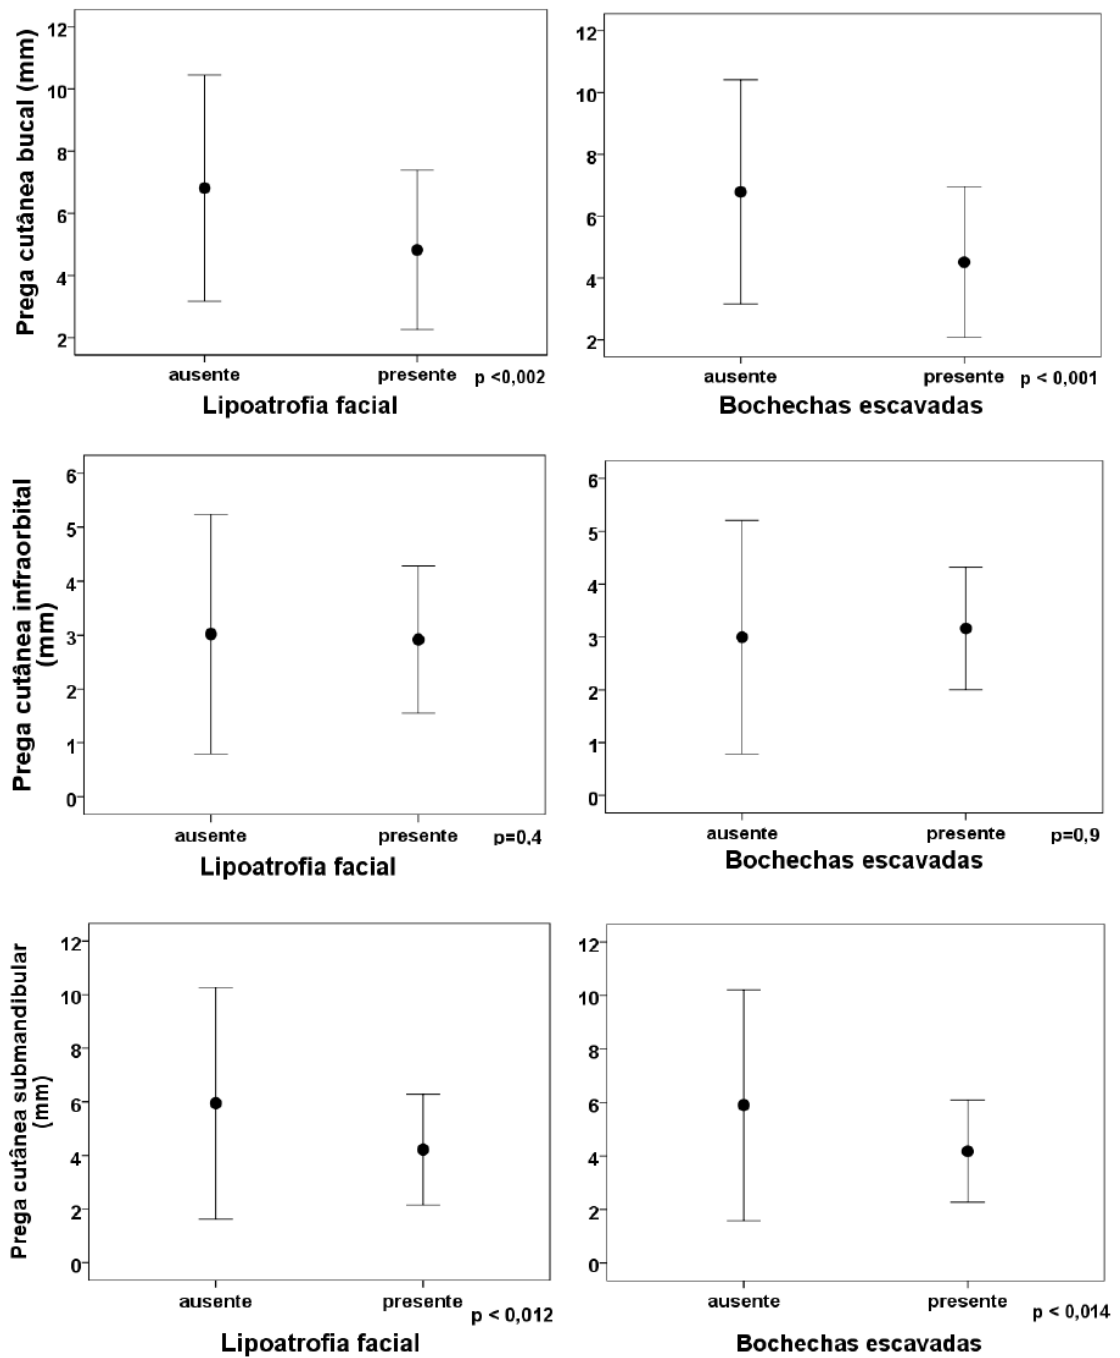 Prega cutânea bucal (mm)
12
10
8
6
4
2
ausente
presente
p <0,002
Lipoatrofia facial
12
10
8
6
4
2
ausente
presente
p < 0,001
Bochechas escavadas
Prega cutânea infraorbital
(mm)
6
5
4
3
2
1
0
ausente
presente
p=0,4
Lipoatrofia facial
6
5
4
3
2
1
0
ausente
presente
p=0,9
Bochechas escavadas
Prega cutânea submandibular
(mm)
12
10
8
6
4
2
0
ausente
presente
p < 0,012
Lipoatrofia facial
12
10
8
6
4
2
0
ausente
presente
p < 0,014
Bochechas escavadas